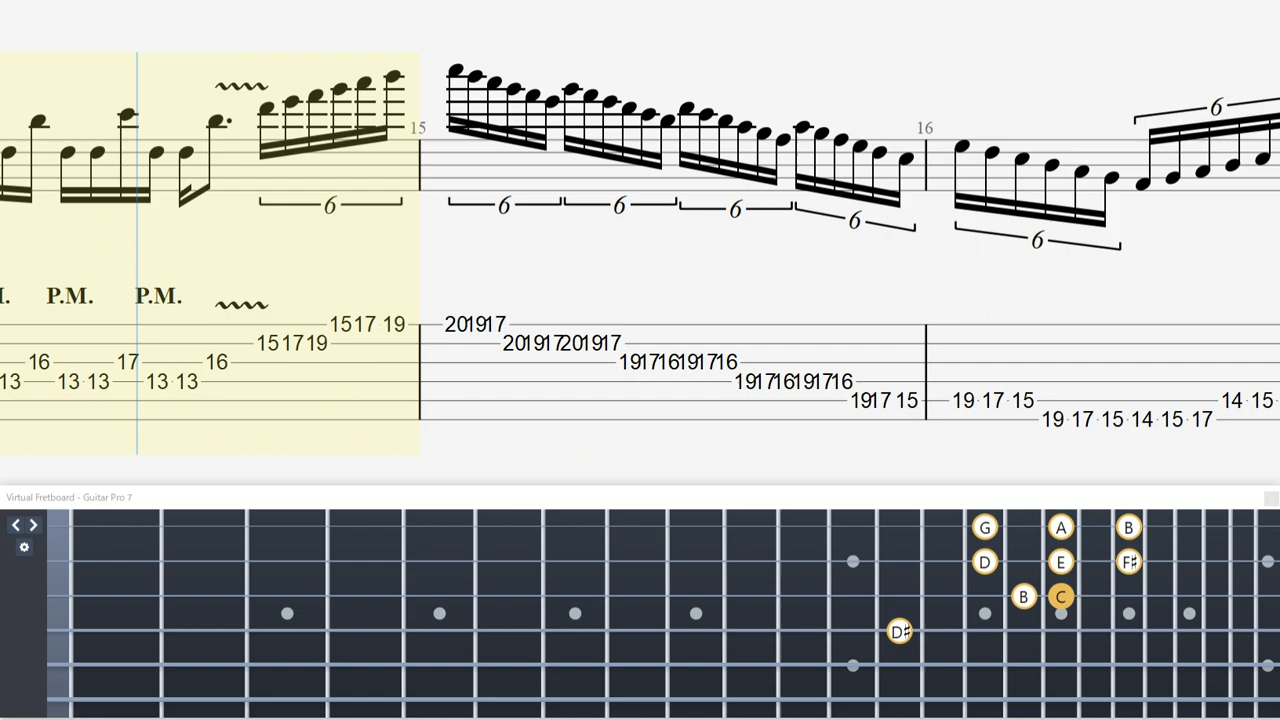 15 16
6
6 6 6 6 6
I. P.M. P.M.
15 17 19 20 19 17
15 17 19 20 19 17 20 19 17
16 17 16 19 17 16 19 17 16
13 13 13 13 13 19 17 16 19 17 16
19 17 15 19 17 15 14 15
19 17 15 14 15 17
Virtual Fretboard - Guitar Pro 7
G A B
D E F♯
B C
D♯